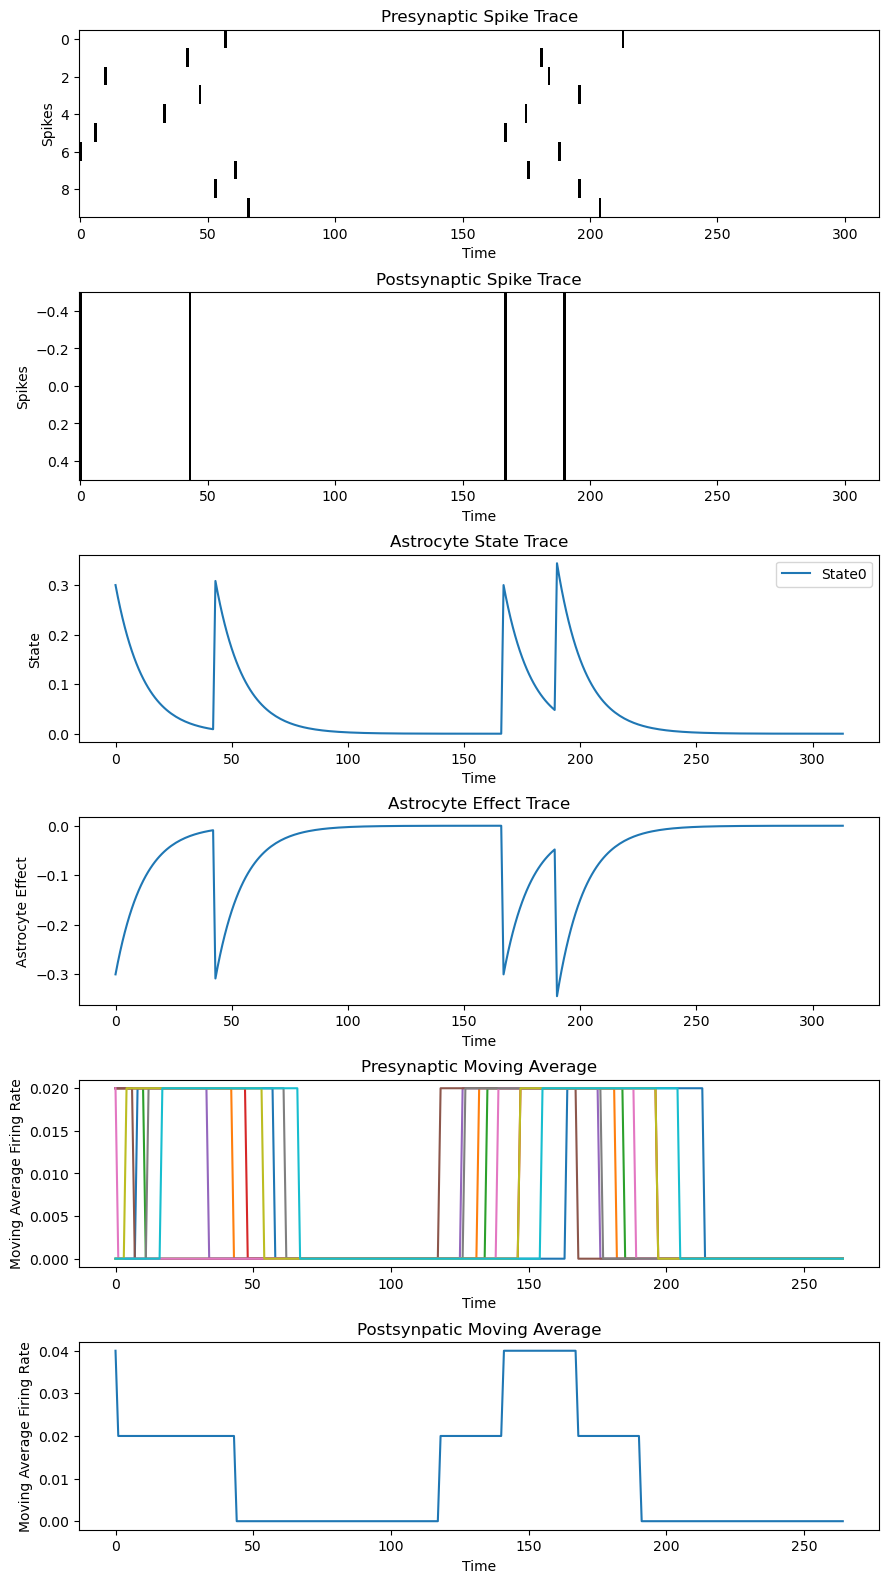 Presynaptic Spike Trace
Spikes
0
2
4
6
8
0 50 100 150 200 250 300
Time
Postsynaptic Spike Trace
Spikes
−0.4
−0.2
0.0
0.2
0.4
0 50 100 150 200 250 300
Time
Astrocyte State Trace
State
0.3
0.2
0.1
0.0
State0
0 50 100 150 200 250 300
Time
Astrocyte Effect Trace
Astrocyte Effect
0.0
−0.1
−0.2
−0.3
0 50 100 150 200 250 300
Time
Presynaptic Moving Average
Moving Average Firing Rate
0.020
0.015
0.010
0.005
0.000
0 50 100 150 200 250
Time
Postsynpatic Moving Average
Moving Average Firing Rate
0.04
0.03
0.02
0.01
0.00
0 50 100 150 200 250
Time